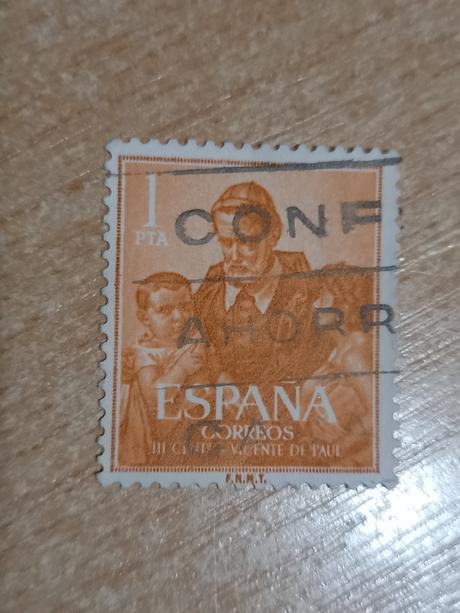 1
PTA
CONF
AHORR
ESPAÑA
CORREOS
III CENT. S. VICENTE DE PAUL
F.N.M.T.